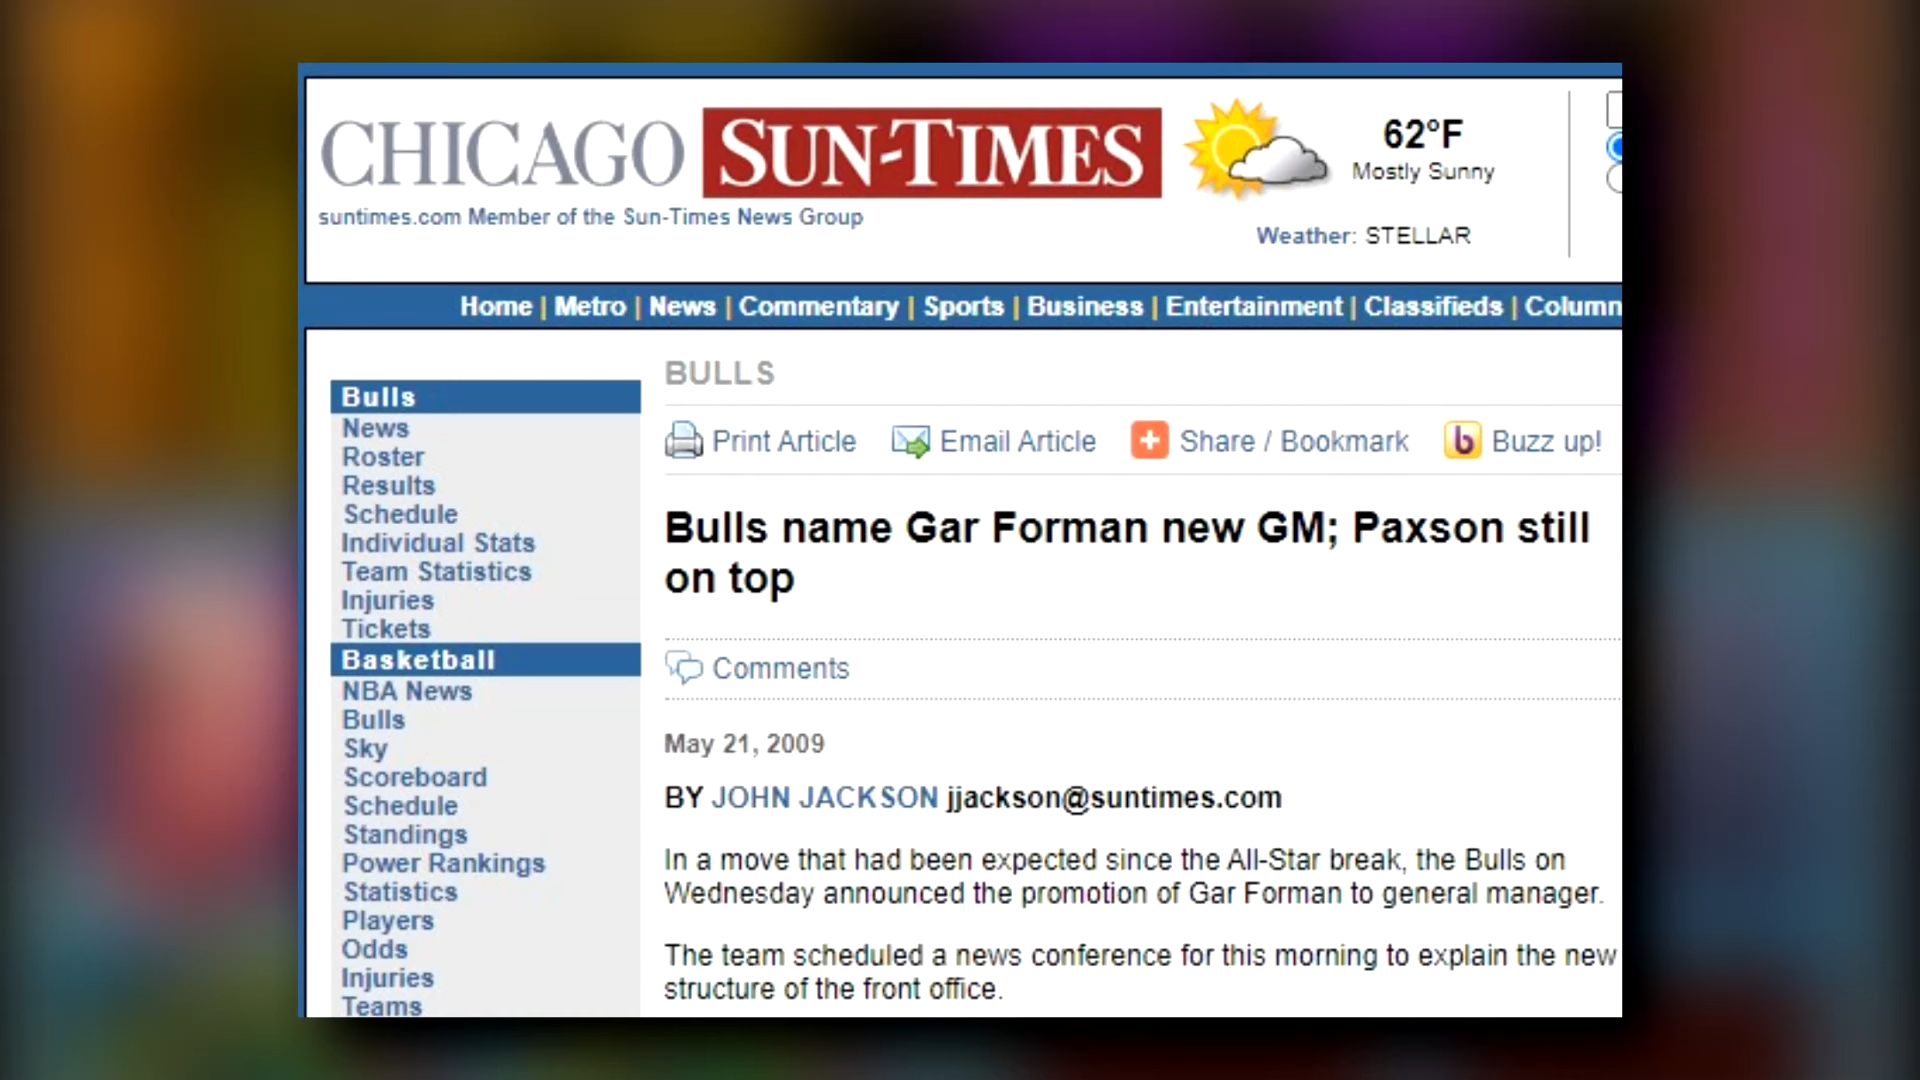 CHICAGO SUN-TIMES
suntimes.com Member of the Sun-Times News Group
62°F
Mostly Sunny
Weather: STELLAR
Home | Metro | News | Commentary | Sports | Business | Entertainment | Classifieds | Column
Bulls
News
Roster
Results
Schedule
Individual Stats
Team Statistics
Injuries
Tickets
Basketball
NBA News
Bulls
Sky
Scoreboard
Schedule
Standings
Power Rankings
Statistics
Players
Odds
Injuries
Teams
BULLS
Print Article Email Article Share / Bookmark Buzz up!
Bulls name Gar Forman new GM; Paxson still
on top
Comments
May 21, 2009
BY JOHN JACKSON jjackson@suntimes.com
In a move that had been expected since the All-Star break, the Bulls on
Wednesday announced the promotion of Gar Forman to general manager.
The team scheduled a news conference for this morning to explain the new
structure of the front office.